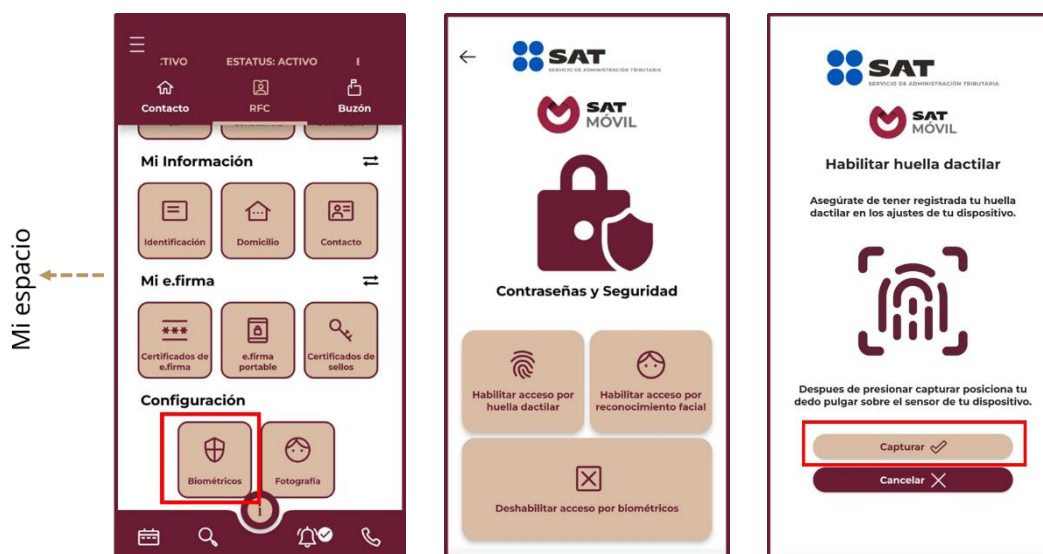 Mi espacio
:TIVO ESTATUS: ACTIVO
Contacto RFC Buzón
Mi Información
Identificación Domicilio Contacto
Mi e.firma
***
Certificados de e.firma
e.firma portable
Certificados de sellos
Configuración
Biométricos Fotografía
i
SAT
SERVICIO DE ADMINISTRACIÓN TRIBUTARIA
SAT
MÓVIL
Contraseñas y Seguridad
Habilitar acceso por
huella dactilar
Habilitar acceso por
reconocimiento facial
Deshabilitar acceso por biométricos
SAT
SERVICIO DE ADMINISTRACIÓN TRIBUTARIA
SAT
MÓVIL
Habilitar huella dactilar
Asegúrate de tener registrada tu huella
dactilar en los ajustes de tu dispositivo.
Despues de presionar capturar posiciona tu
dedo pulgar sobre el sensor de tu dispositivo.
Capturar
Cancelar